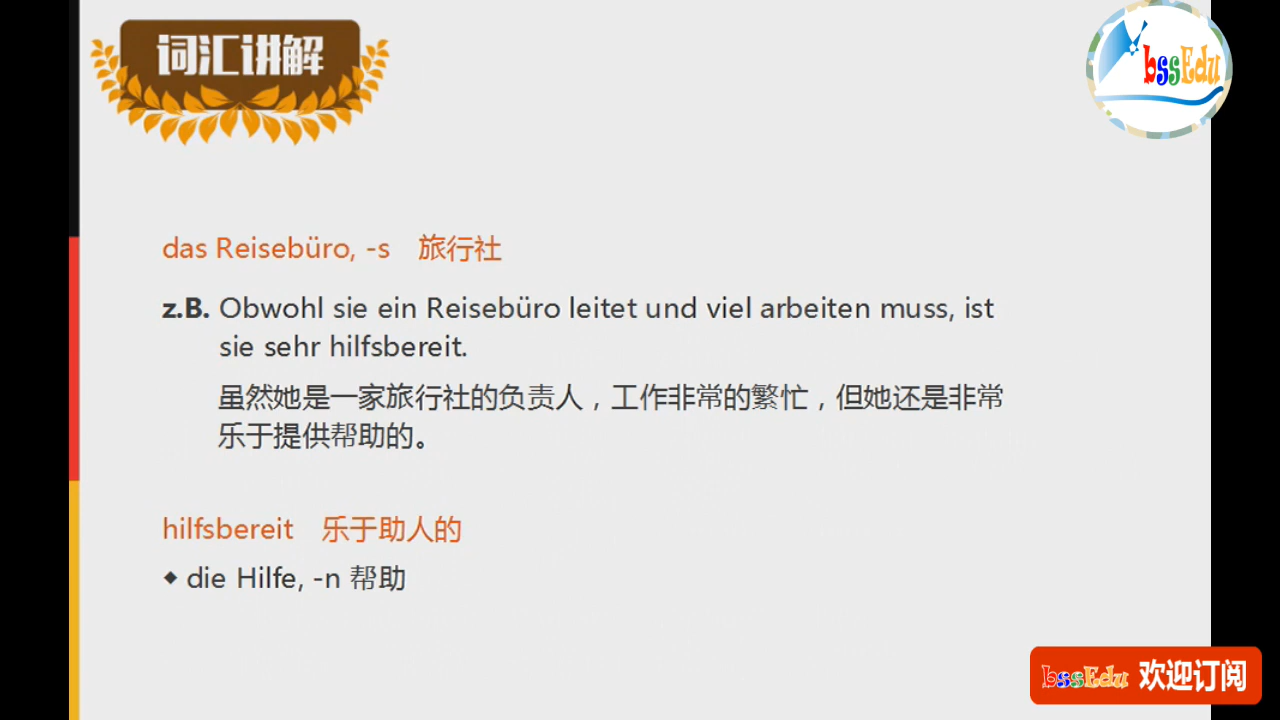 词汇讲解
bssEdu
das Reisebüro, -s 旅行社
z.B. Obwohl sie ein Reisebüro leitet und viel arbeiten muss, ist
sie sehr hilfsbereit.
虽然她是一家旅行社的负责人，工作非常的繁忙，但她还是非常
乐于提供帮助的。
hilfsbereit 乐于助人的
◆ die Hilfe, -n 帮助
bssEdu 欢迎订阅